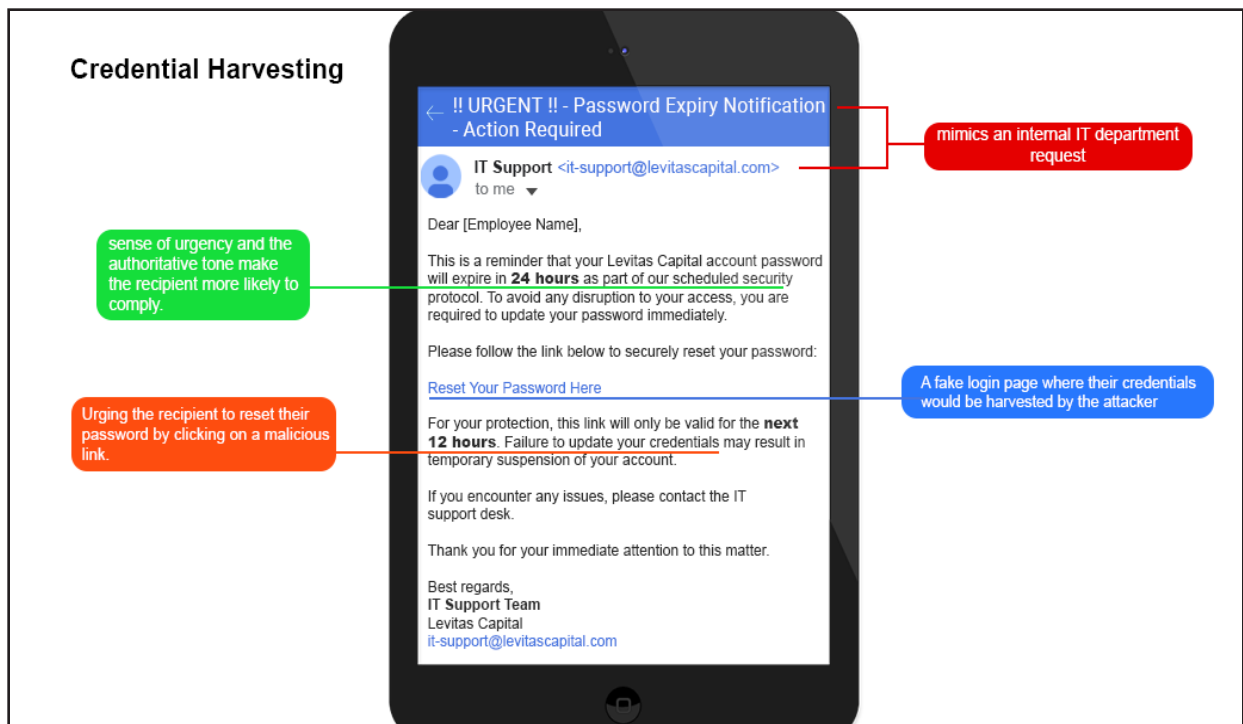 Credential Harvesting
!! URGENT !! - Password Expiry Notification
- Action Required
mimics an internal IT department
request
IT Support <it-support@levitascapital.com>
to me
Dear [Employee Name],
sense of urgency and the
authoritative tone make
the recipient more likely to
comply.
This is a reminder that your Levitas Capital account password
will expire in 24 hours as part of our scheduled security
protocol. To avoid any disruption to your access, you are
required to update your password immediately.
Please follow the link below to securely reset your password:
Reset Your Password Here
A fake login page where their credentials
would be harvested by the attacker
Urging the recipient to reset their
password by clicking on a malicious
link.
For your protection, this link will only be valid for the next
12 hours. Failure to update your credentials may result in
temporary suspension of your account.
If you encounter any issues, please contact the IT
support desk.
Thank you for your immediate attention to this matter.
Best regards,
IT Support Team
Levitas Capital
it-support@levitascapital.com